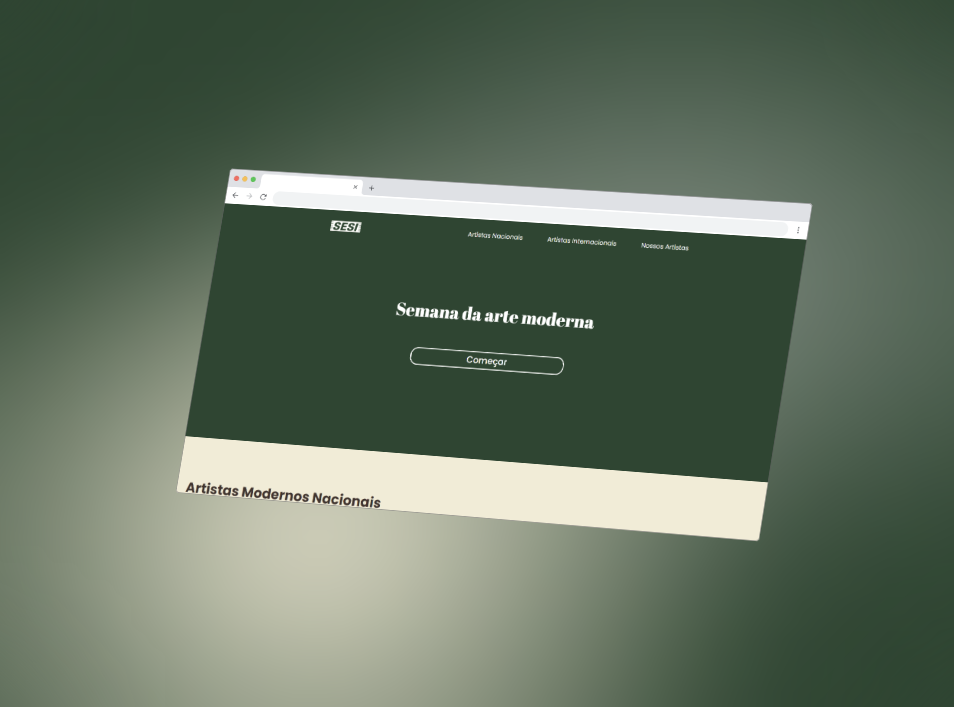 SESI
Artistas Nacionais
Artistas Internacionais
Nossos Artistas
Semana da arte moderna
Começar
Artistas Modernos Nacionais